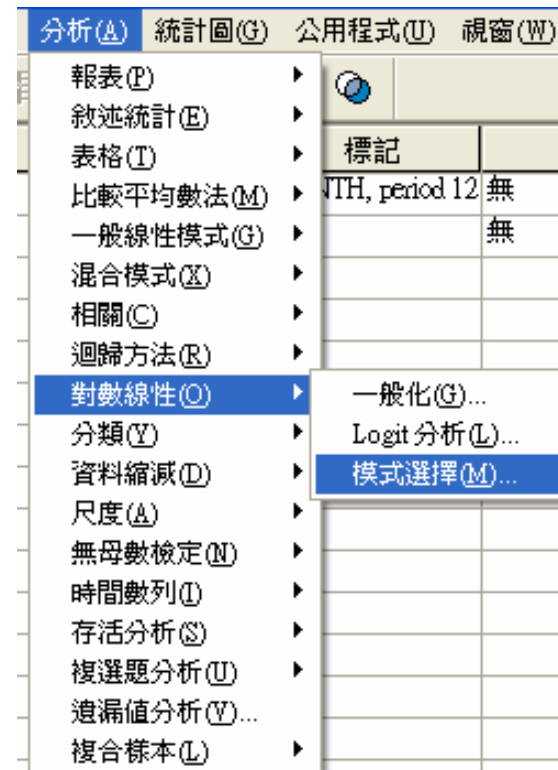 分析(A) 統計圖(G) 公用程式(U) 視窗(W)
報表(P)
敘述統計(E)
表格(T)
標記
比較平均數法(M)
NTH, period 12 無
一般線性模式(G)
無
混合模式(X)
相關(C)
迴歸方法(R)
對數線性(O)
一般化(G)...
分類(Y)
Logit 分析(L)...
資料縮減(D)
模式選擇(M)...
尺度(A)
無母數檢定(N)
時間數列(I)
存活分析(S)
複選題分析(U)
遺漏值分析(V)...
複合樣本(L)